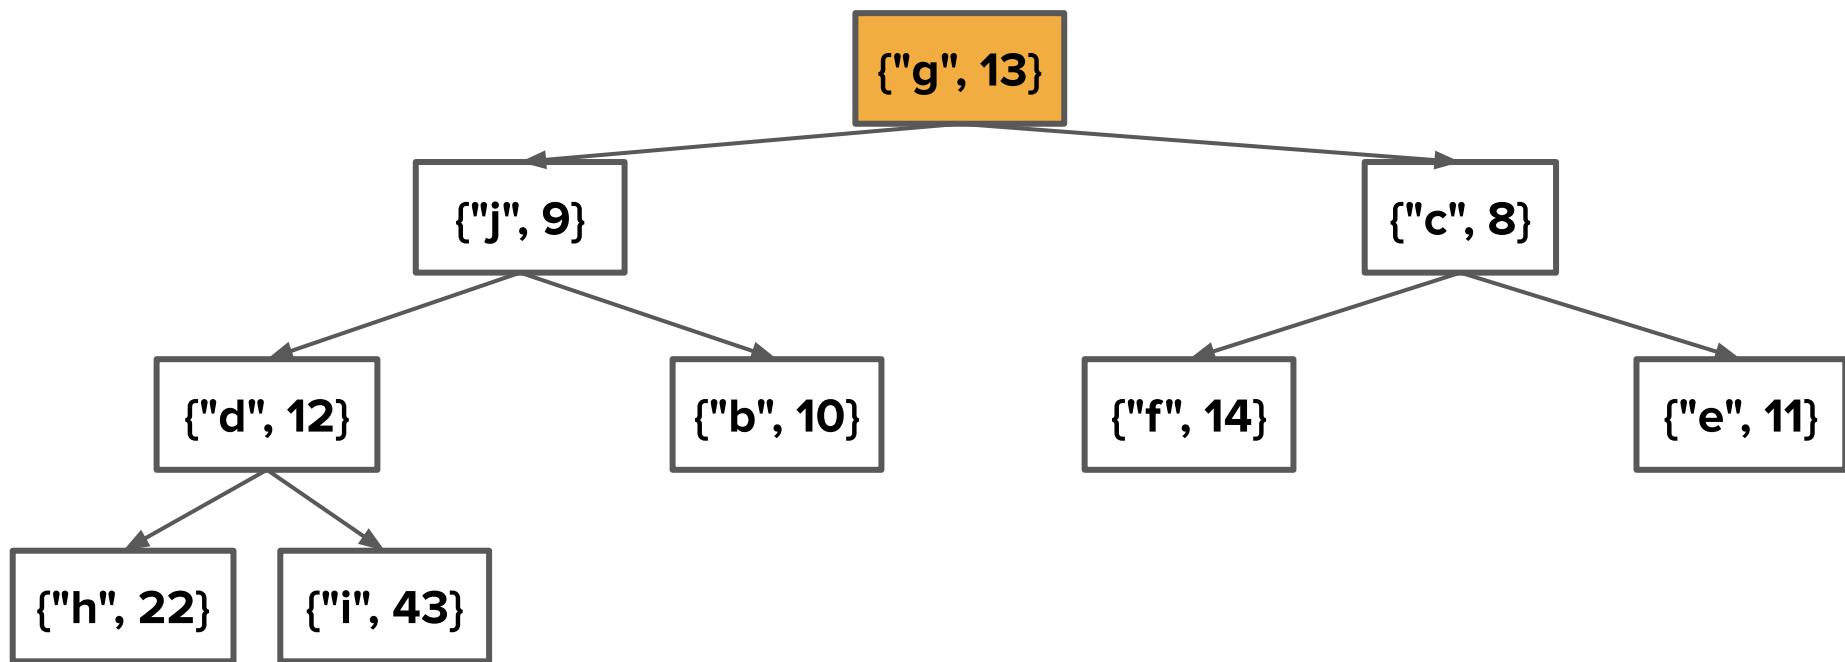 {"g", 13}
{"j", 9}
{"c", 8}
{"d", 12}
{"b", 10}
{"f", 14}
{"e", 11}
{"h", 22}
{"i", 43}